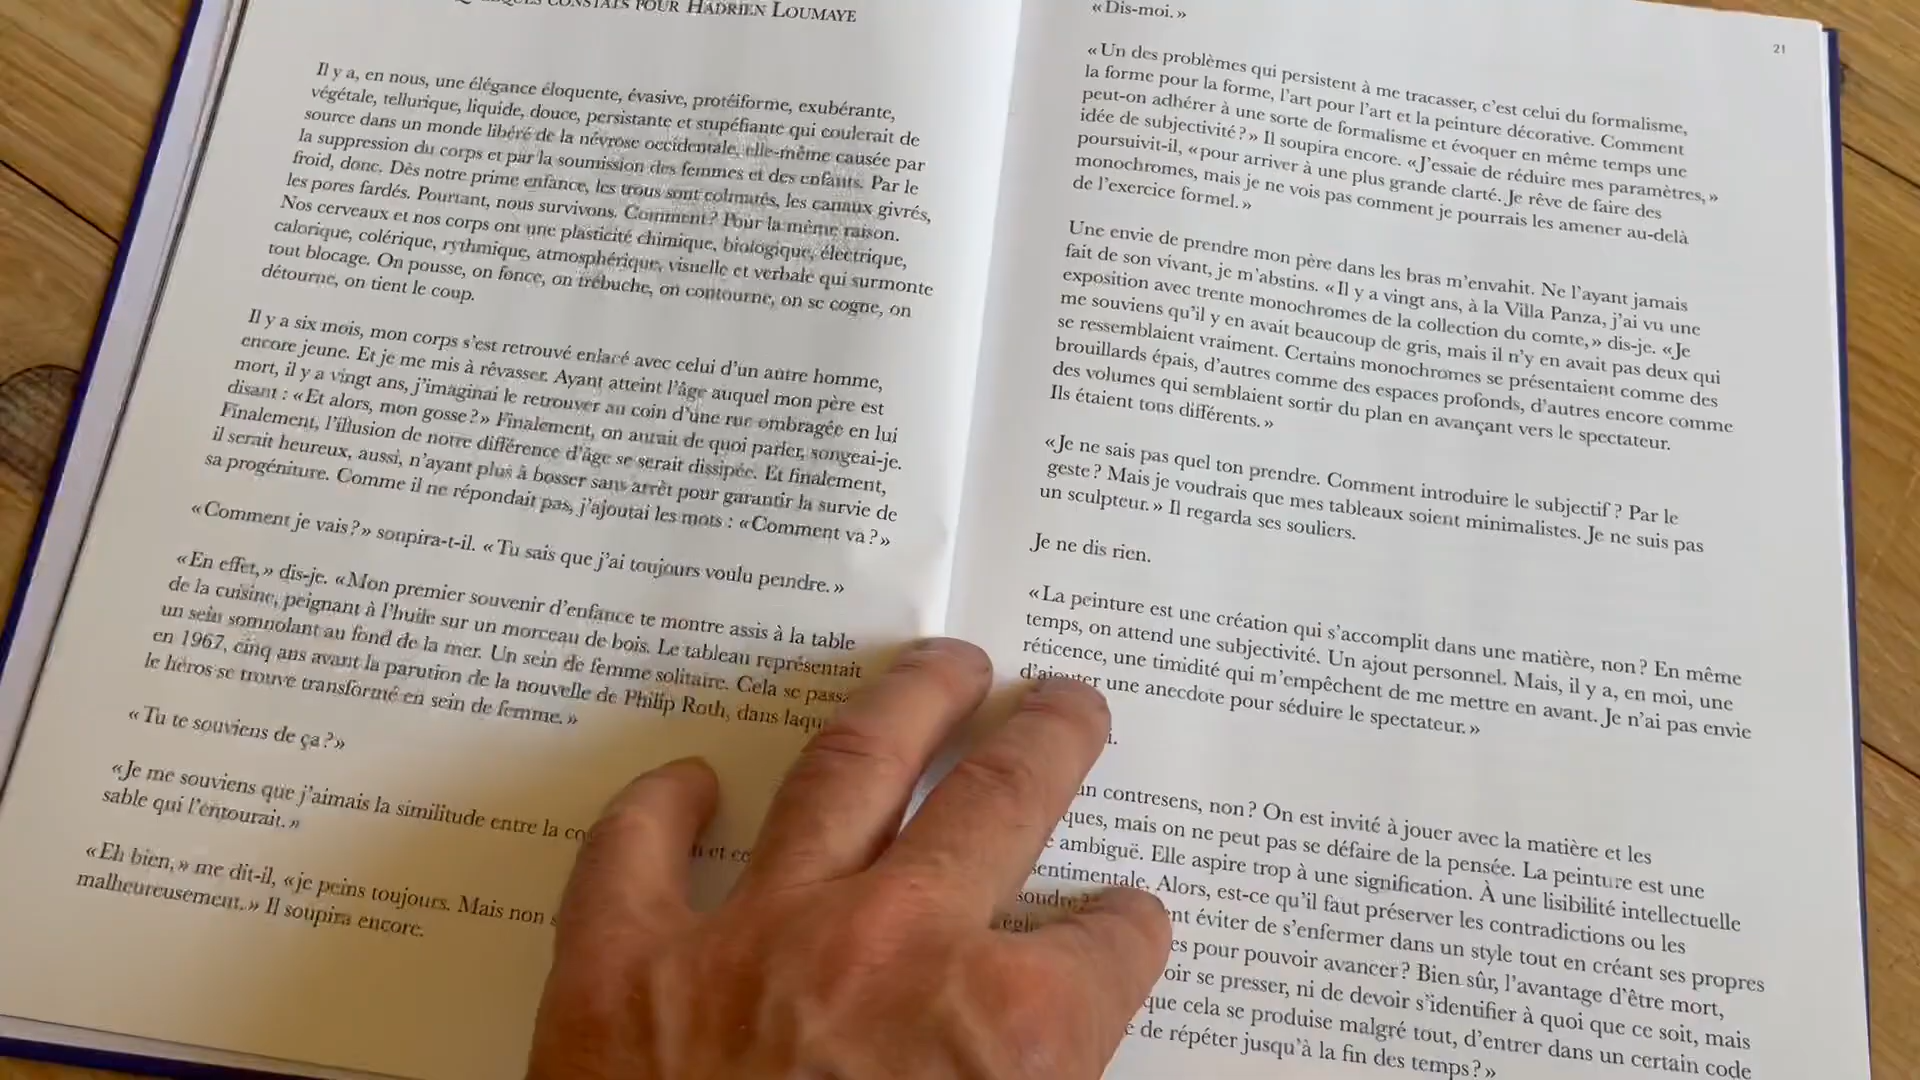 CONSTATS POUR HADRIEN LOUMAYE
Il y a, en nous, une élégance éloquente, évasive, protéiforme, exubérante,
végétale, tellurique, liquide, douce, persistante et stupéfiante qui coulerait de
source dans un monde libéré de la névrose occidentale, elle-même causée par
la suppression du corps et par la soumission des femmes et des enfants. Par le
froid, donc. Dès notre prime enfance, les trous sont colmatés, les canaux givrés,
les pores fardés. Pourtant, nous survivons. Comment ? Pour la même raison.
Nos cerveaux et nos corps ont une plasticité chimique, biologique, électrique,
calorique, colérique, rythmique, atmosphérique, visuelle et verbale qui surmonte
tout blocage. On pousse, on fonce, on trébuche, on contourne, on se cogne, on
détourne, on tient le coup.
Il y a six mois, mon corps s'est retrouvé enlacé avec celui d'un autre homme,
encore jeune. Et je me mis à rêvasser. Ayant atteint l'âge auquel mon père est
mort, il y a vingt ans, j'imaginai le retrouver au coin d'une rue ombragée en lui
disant : « Et alors, mon gosse ? » Finalement, on aurait de quoi parler, songeai-je.
Finalement, l'illusion de notre différence d'âge se serait dissipée. Et finalement,
il serait heureux, aussi, n'ayant plus à bosser sans arrêt pour garantir la survie de
sa progéniture. Comme il ne répondait pas, j'ajoutai les mots : « Comment va ? »
« Comment je vais ? » soupira-t-il. « Tu sais que j'ai toujours voulu peindre. »
« En effet, » dis-je. « Mon premier souvenir d'enfance te montre assis à la table
de la cuisine, peignant à l'huile sur un morceau de bois. Le tableau représentait
un sein somnolant au fond de la mer. Un sein de femme solitaire. Cela se passa
en 1967, cinq ans avant la parution de la nouvelle de Philip Roth, dans
le héros se trouve transformé en sein de femme. »
« Tu te souviens de ça ? »
« Je me souviens que j'aimais la similitude entre la
sable qui l'entourait. »
« Eh bien, » me dit-il, « je peins toujours. Mais non
malheureusement. » Il soupira encore.
21
« Dis-moi. »
« Un des problèmes qui persistent à me tracasser, c'est celui du formalisme,
la forme pour la forme, l'art pour l'art et la peinture décorative. Comment
peut-on adhérer à une sorte de formalisme et évoquer en même temps une
idée de subjectivité ? » Il soupira encore. « J'essaie de réduire mes paramètres, »
poursuivit-il, « pour arriver à une plus grande clarté. Je rêve de faire des
monochromes, mais je ne vois pas comment je pourrais les amener au-delà
de l'exercice formel. »
Une envie de prendre mon père dans les bras m'envahit. Ne l'ayant jamais
fait de son vivant, je m'abstins. « Il y a vingt ans, à la Villa Panza, j'ai vu une
exposition avec trente monochromes de la collection du comte, » dis-je. « Je
me souviens qu'il y en avait beaucoup de gris, mais il n'y en avait pas deux qui
se ressemblaient vraiment. Certains monochromes se présentaient comme des
brouillards épais, d'autres comme des espaces profonds, d'autres encore comme
des volumes qui semblaient sortir du plan en avançant vers le spectateur.
Ils étaient tous différents. »
« Je ne sais pas quel ton prendre. Comment introduire le subjectif ? Par le
geste ? Mais je voudrais que mes tableaux soient minimalistes. Je ne suis pas
un sculpteur. » Il regarda ses souliers.
Je ne dis rien.
« La peinture est une création qui s'accomplit dans une matière, non ? En même
temps, on attend une subjectivité. Un ajout personnel. Mais, il y a, en moi, une
réticence, une timidité qui m'empêchent de me mettre en avant. Je n'ai pas envie
d'ajouter une anecdote pour séduire le spectateur. »
un contresens, non ? On est invité à jouer avec la matière et les
mais on ne peut pas se défaire de la pensée. La peinture est une
ambiguë. Elle aspire trop à une signification. À une lisibilité intellectuelle
sentimentale. Alors, est-ce qu'il faut préserver les contradictions ou les
éviter de s'enfermer dans un style tout en créant ses propres
pour pouvoir avancer ? Bien sûr, l'avantage d'être mort,
se presser, ni de devoir s'identifier à quoi que ce soit, mais
que cela se produise malgré tout, d'entrer dans un certain code
de répéter jusqu'à la fin des temps ? »